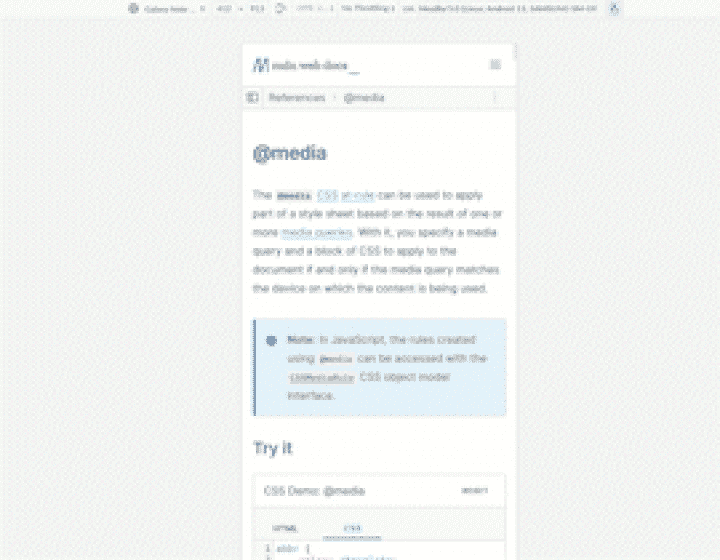 No Throttling
mdn web docs_
References › @media
@media
The @media CSS at-rule can be used to apply
part of a style sheet based on the result of one or
more media queries. With it, you specify a media
query and a block of CSS to apply to the
document if and only if the media query matches
the device on which the content is being used.
Note: In JavaScript, the rules created
using @media can be accessed with the
CSSMediaRule CSS object model
interface.
Try it
CSS Demo: @media
RESET
HTML CSS
1 abbr {